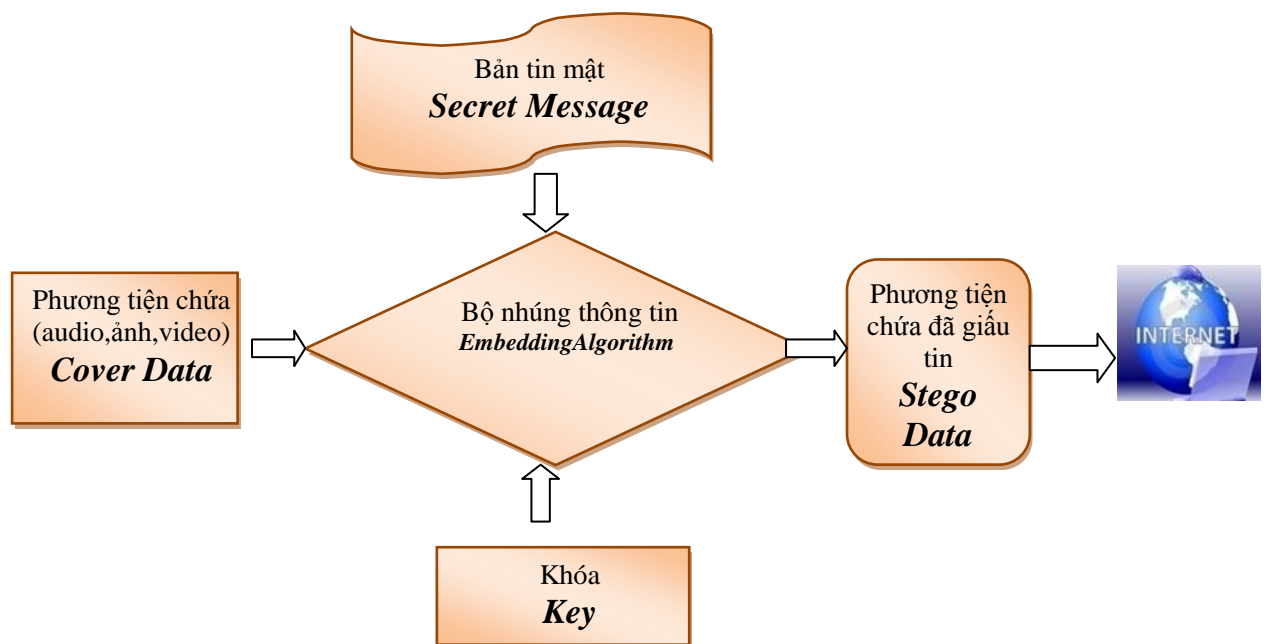 Bản tin mật
Secret Message
Phương tiện chứa
(audio,ảnh,video)
Cover Data
Bộ nhúng thông tin
EmbeddingAlgorithm
Phương tiện
chứa đã giấu
tin
Stego
Data
INTERNET
Khóa
Key